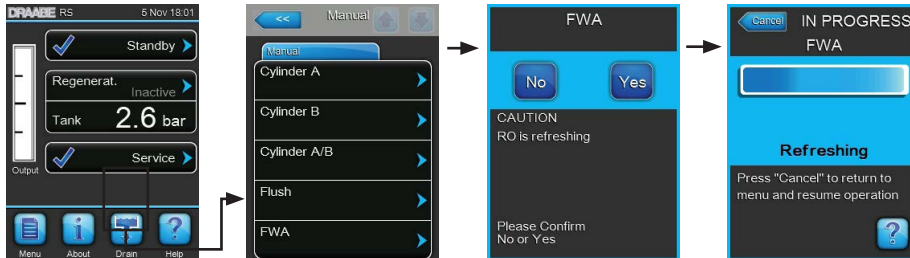 DRAABE RS 5 Nov 18:01
Standby
Regenerat.
Inactive
Tank 2.6 bar
Service
Output
Menu About Drain Help
<< Manual
Manual
Cylinder A
Cylinder B
Cylinder A/B
Flush
FWA
FWA
No Yes
CAUTION
RO is refreshing
Please Confirm
No or Yes
Cancel IN PROGRESS
FWA
Refreshing
Press "Cancel" to return to
menu and resume operation
?